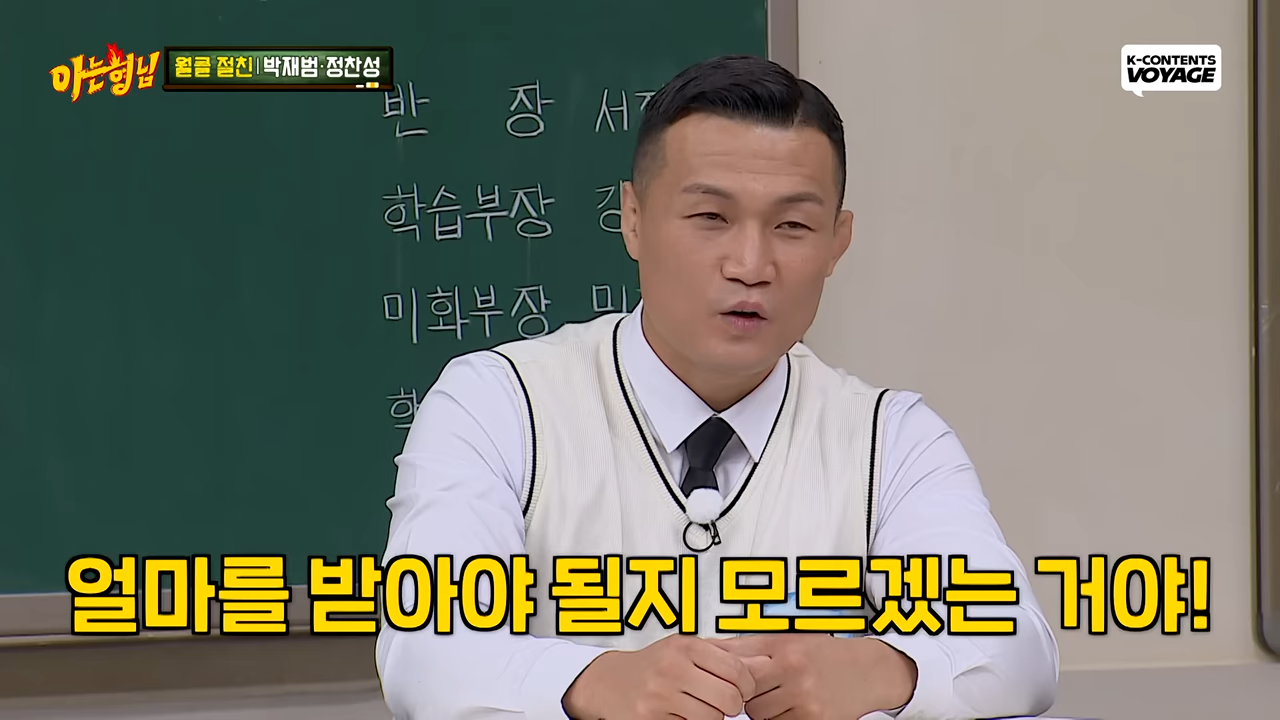 아는형님
월클 절친 | 박재범·정찬성
K-CONTENTS
VOYAGE
반 장 서
학습부장
미화부장
얼마를 받아야 될지 모르겠는 거야!